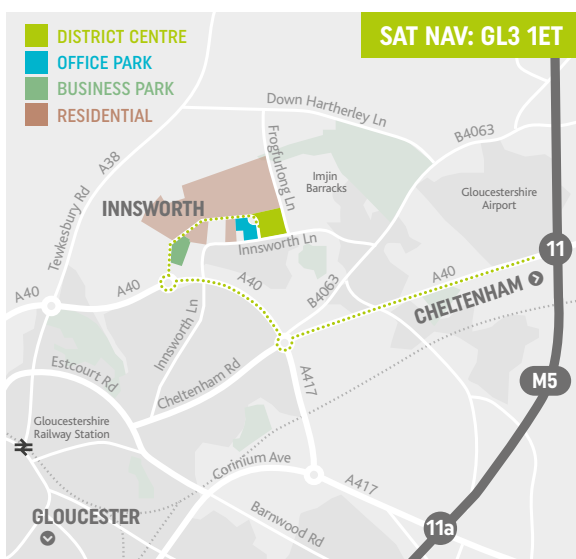 DISTRICT CENTRE
OFFICE PARK
BUSINESS PARK
RESIDENTIAL
SAT NAV: GL3 1ET
Down Hatherley Ln
A38
Frogfurlong Ln
B4063
Imjin
Barracks
Tewkesbury Rd
INNSWORTH
Gloucestershire
Airport
Innsworth Ln
11
A40
A40
A40
A40
B4063
CHELTENHAM
Innsworth Ln
Estcourt Rd
Cheltenham Rd
A417
M5
Gloucestershire
Railway Station
Corinium Ave
A417
GLOUCESTER
Barnwood Rd
11a